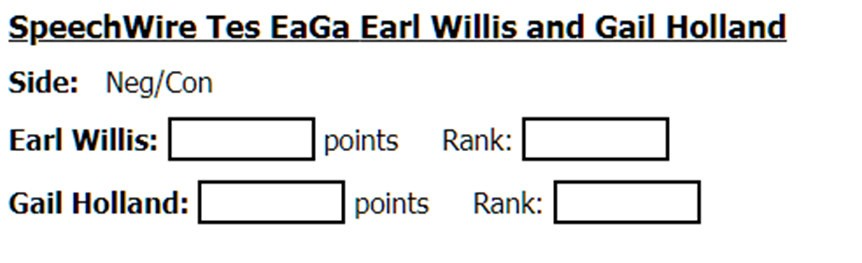 SpeechWire Tes EaGa Earl Willis and Gail Holland
Side: Neg/Con
Earl Willis: points Rank:
Gail Holland: points Rank: